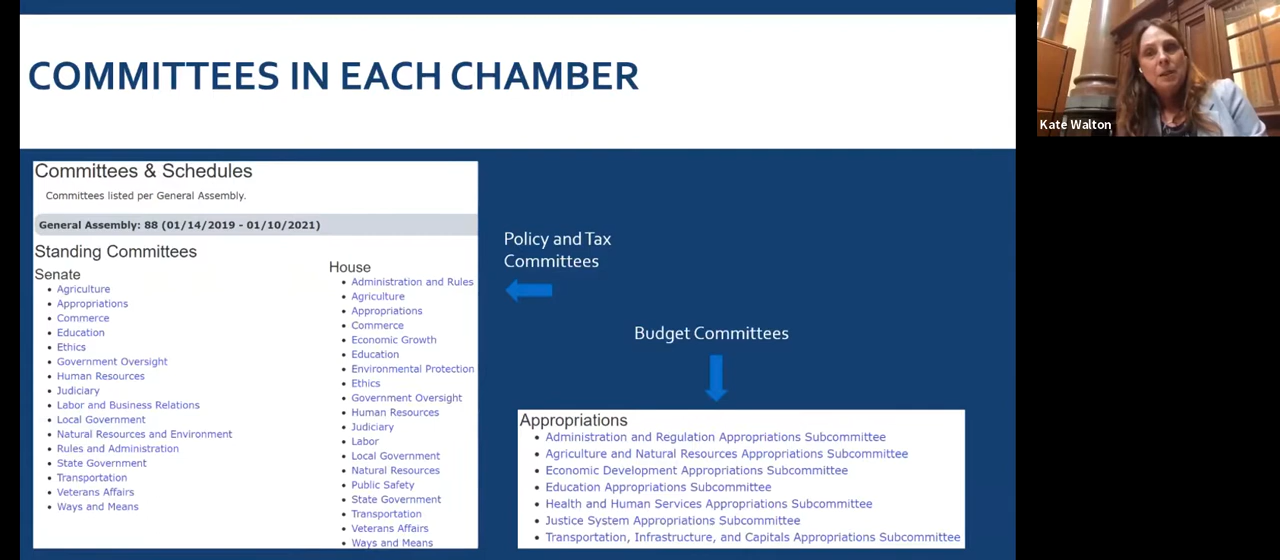 COMMITTEES IN EACH CHAMBER
Kate Walton
Committees & Schedules
Committees listed per General Assembly.
General Assembly: 88 (01/14/2019 - 01/10/2021)
Standing Committees
Senate
Agriculture
Appropriations
Commerce
Education
Ethics
Government Oversight
Human Resources
Judiciary
Labor and Business Relations
Local Government
Natural Resources and Environment
Rules and Administration
State Government
Transportation
Veterans Affairs
Ways and Means
House
Administration and Rules
Agriculture
Appropriations
Commerce
Economic Growth
Education
Environmental Protection
Ethics
Government Oversight
Human Resources
Judiciary
Labor
Local Government
Natural Resources
Public Safety
State Government
Transportation
Veterans Affairs
Ways and Means
Policy and Tax
Committees
Budget Committees
Appropriations
Administration and Regulation Appropriations Subcommittee
Agriculture and Natural Resources Appropriations Subcommittee
Economic Development Appropriations Subcommittee
Education Appropriations Subcommittee
Health and Human Services Appropriations Subcommittee
Justice System Appropriations Subcommittee
Transportation, Infrastructure, and Capitals Appropriations Subcommittee